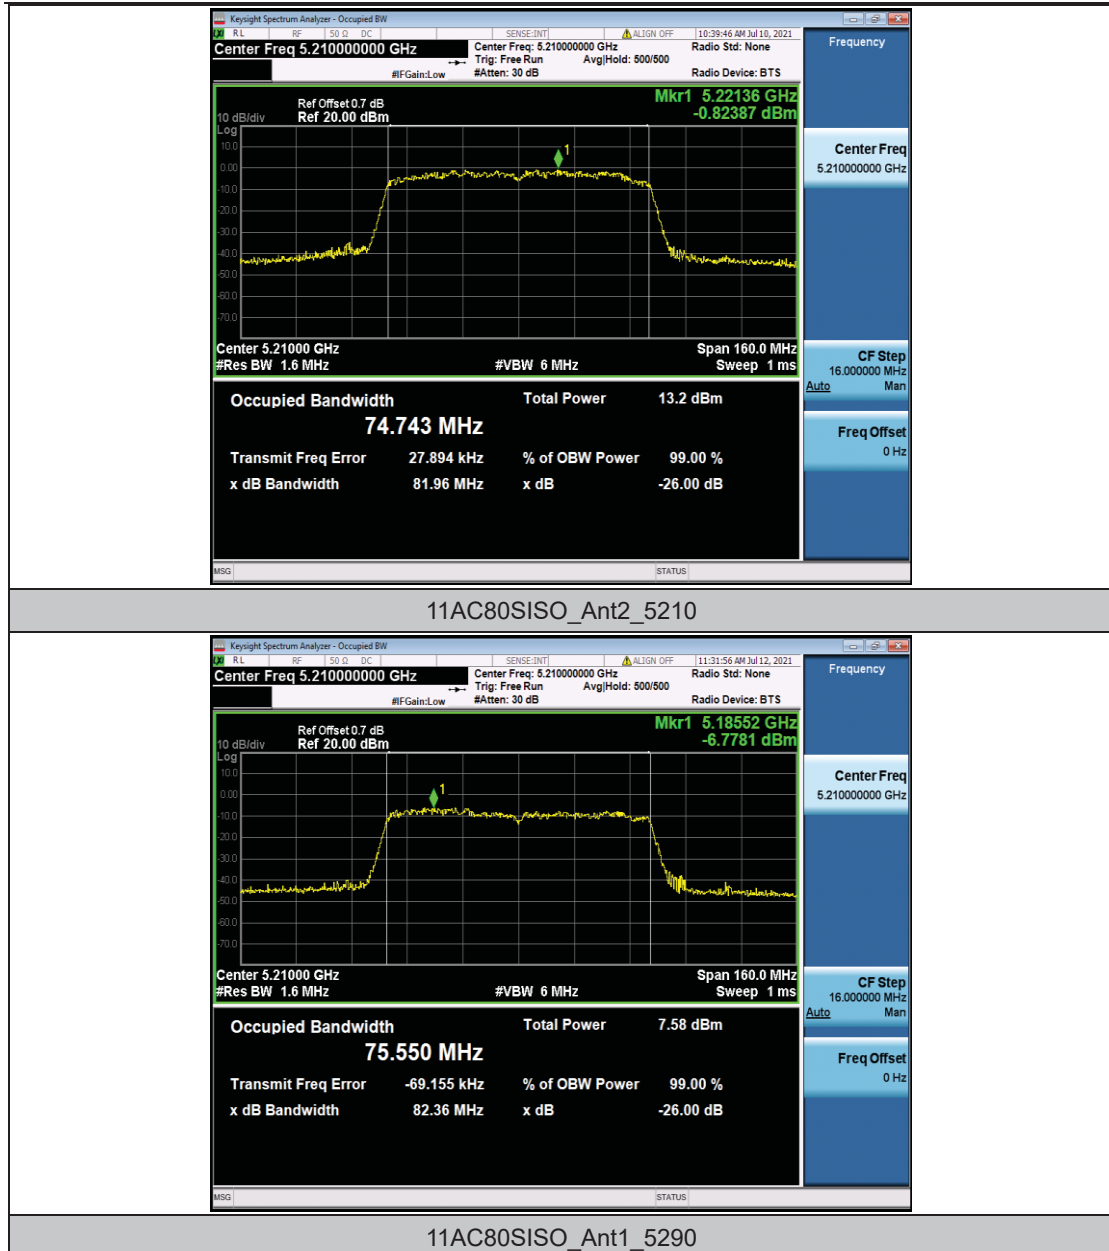 Keysight Spectrum Analyzer - Occupied BW
LXI RL RF 50 Ω DC SENSE:INT ALIGN OFF 10:39:46 AM Jul 10, 2021
Center Freq 5.210000000 GHz
Center Freq: 5.210000000 GHz
Radio Std: None
Trig: Free Run Avg|Hold: 500/500
#IFGain:Low #Atten: 30 dB Radio Device: BTS
Frequency
Mkr1 5.22136 GHz
-0.82387 dBm
Ref Offset 0.7 dB
10 dB/div Ref 20.00 dBm
Log
10.0
0.00
-10.0
-20.0
-30.0
-40.0
-50.0
-60.0
-70.0
1
Center 5.21000 GHz Span 160.0 MHz
#Res BW 1.6 MHz #VBW 6 MHz Sweep 1 ms
Center Freq
5.210000000 GHz
CF Step
16.000000 MHz
Auto Man
Freq Offset
0 Hz
Occupied Bandwidth Total Power 13.2 dBm
74.743 MHz
Transmit Freq Error 27.894 kHz % of OBW Power 99.00 %
x dB Bandwidth 81.96 MHz x dB -26.00 dB
MSG STATUS
11AC80SISO_Ant2_5210
Keysight Spectrum Analyzer - Occupied BW
LXI RL RF 50 Ω DC SENSE:INT ALIGN OFF 11:31:56 AM Jul 12, 2021
Center Freq 5.210000000 GHz
Center Freq: 5.210000000 GHz
Radio Std: None
Trig: Free Run Avg|Hold: 500/500
#IFGain:Low #Atten: 30 dB Radio Device: BTS
Frequency
Mkr1 5.18552 GHz
-6.7781 dBm
Ref Offset 0.7 dB
10 dB/div Ref 20.00 dBm
Log
10.0
0.00
-10.0
-20.0
-30.0
-40.0
-50.0
-60.0
-70.0
1
Center 5.21000 GHz Span 160.0 MHz
#Res BW 1.6 MHz #VBW 6 MHz Sweep 1 ms
Center Freq
5.210000000 GHz
CF Step
16.000000 MHz
Auto Man
Freq Offset
0 Hz
Occupied Bandwidth Total Power 7.58 dBm
75.550 MHz
Transmit Freq Error -69.155 kHz % of OBW Power 99.00 %
x dB Bandwidth 82.36 MHz x dB -26.00 dB
MSG STATUS
11AC80SISO_Ant1_5290